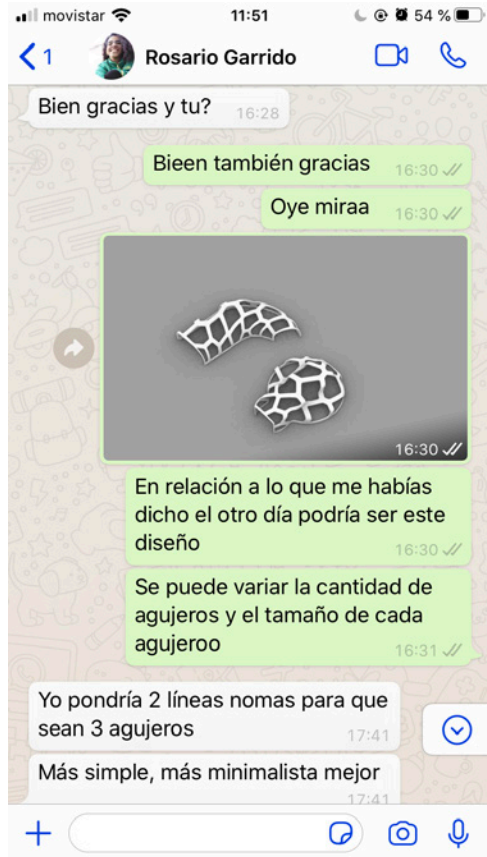 movistar 11:51 54 %
1 Rosario Garrido
Bien gracias y tu? 16:28
Bieen también gracias 16:30
Oye miraa 16:30
16:30
En relación a lo que me habías
dicho el otro día podría ser este
diseño 16:30
Se puede variar la cantidad de
agujeros y el tamaño de cada
agujeroo 16:31
Yo pondría 2 líneas nomas para que
sean 3 agujeros 17:41
Más simple, más minimalista mejor
17:41